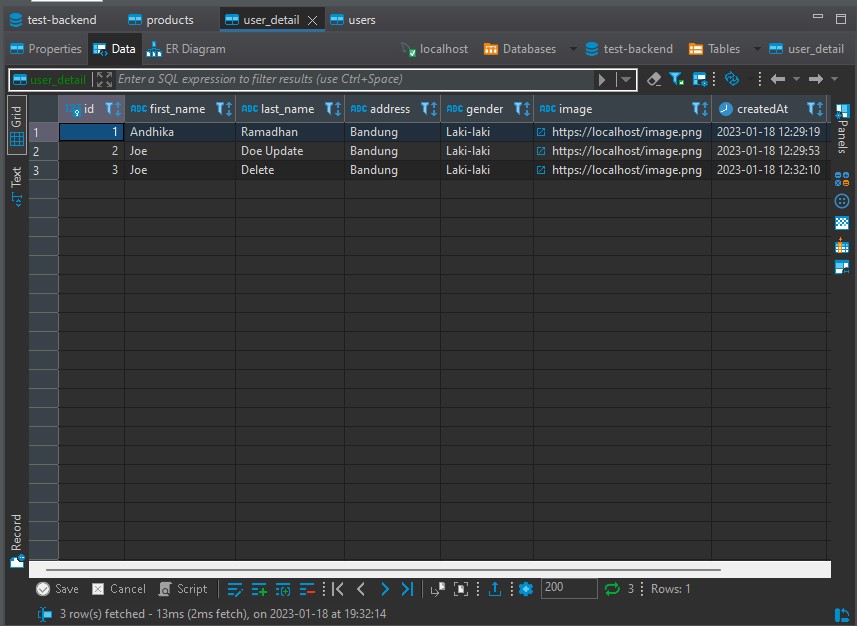 test-backend products user_detail users
Properties Data ER Diagram localhost Databases test-backend Tables user_detail
user_detail Enter a SQL expression to filter results (use Ctrl+Space)
Grid
Text
Record
Panels
id ABC first_name ABC last_name ABC address ABC gender ABC image createdAt
1 1 Andhika Ramadhan Bandung Laki-laki https://localhost/image.png 2023-01-18 12:29:19
2 2 Joe Doe Update Bandung Laki-laki https://localhost/image.png 2023-01-18 12:29:53
3 3 Joe Delete Bandung Laki-laki https://localhost/image.png 2023-01-18 12:32:10
Save Cancel Script 200 3 Rows: 1
3 row(s) fetched - 13ms (2ms fetch), on 2023-01-18 at 19:32:14